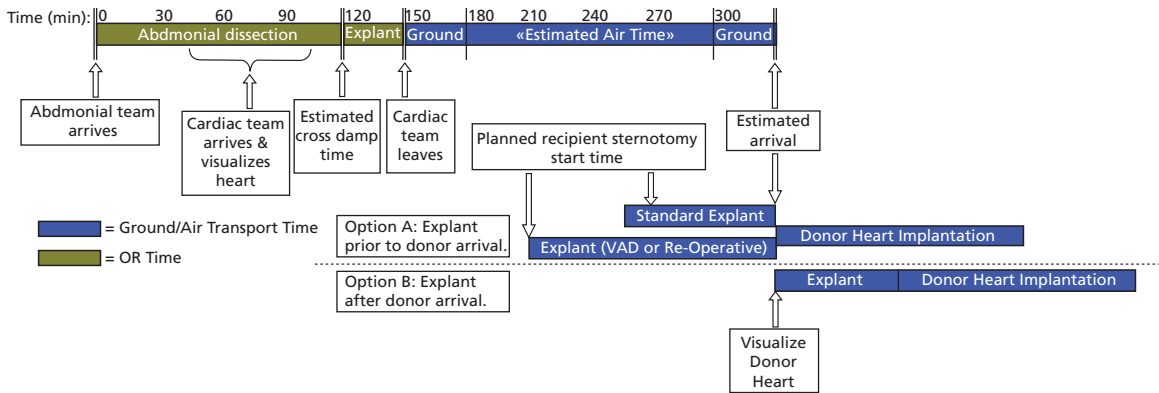 Time (min): 0 30 60 90 120 150 180 210 240 270 300
Abdmonial dissection Explant Ground «Estimated Air Time» Ground
Abdmonial team
arrives
Cardiac team
arrives &
visualizes
heart
Estimated
cross damp
time
Cardiac
team
leaves
Planned recipient sternotomy
start time
Estimated
arrival
= Ground/Air Transport Time
= OR Time
Option A: Explant
prior to donor arrival.
Standard Explant
Explant (VAD or Re-Operative)
Donor Heart Implantation
Option B: Explant
after donor arrival.
Explant Donor Heart Implantation
Visualize
Donor
Heart